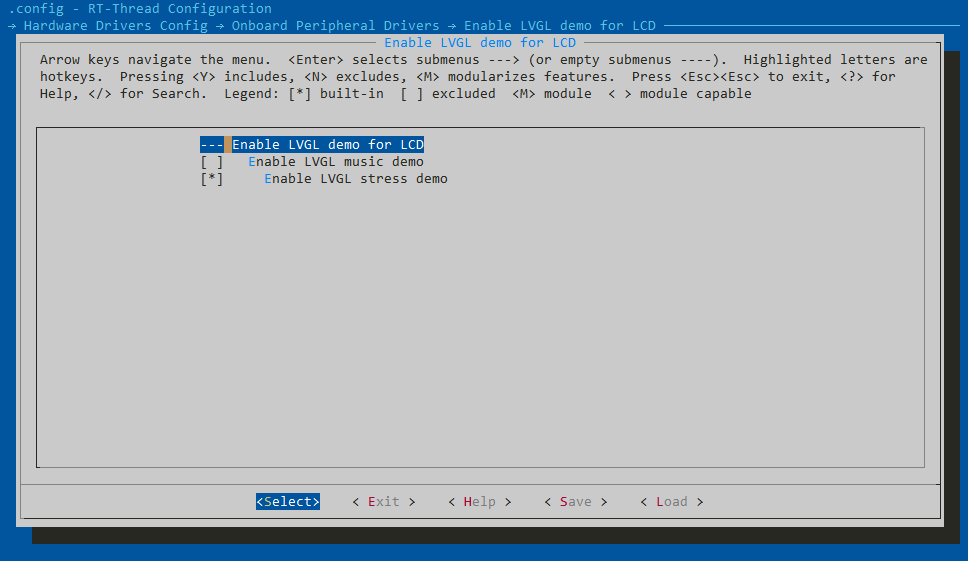 .config - RT-Thread Configuration
→ Hardware Drivers Config → Onboard Peripheral Drivers → Enable LVGL demo for LCD
Enable LVGL demo for LCD
Arrow keys navigate the menu.  <Enter> selects submenus ---> (or empty submenus ----).  Highlighted letters are
hotkeys.  Pressing <Y> includes, <N> excludes, <M> modularizes features.  Press <Esc><Esc> to exit, <?> for
Help, </> for Search.  Legend: [*] built-in  [ ] excluded  <M> module  < > module capable
--- Enable LVGL demo for LCD
[ ]   Enable LVGL music demo
[*]     Enable LVGL stress demo
<Select>    < Exit >    < Help >    < Save >    < Load >